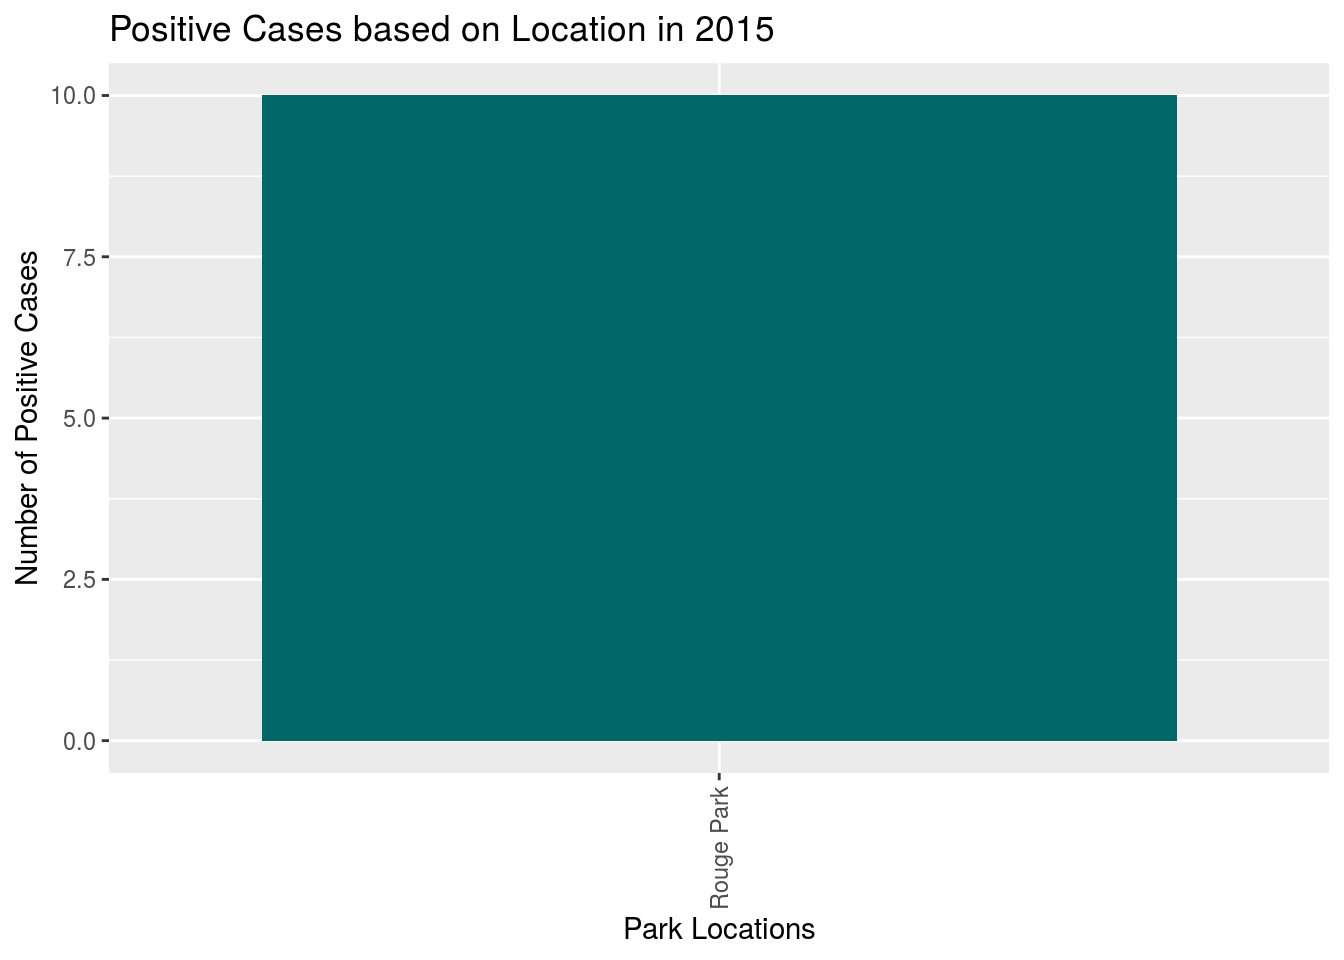 Positive Cases based on Location in 2015
10.0
7.5
5.0
2.5
0.0
Number of Positive Cases
Rouge Park
Park Locations